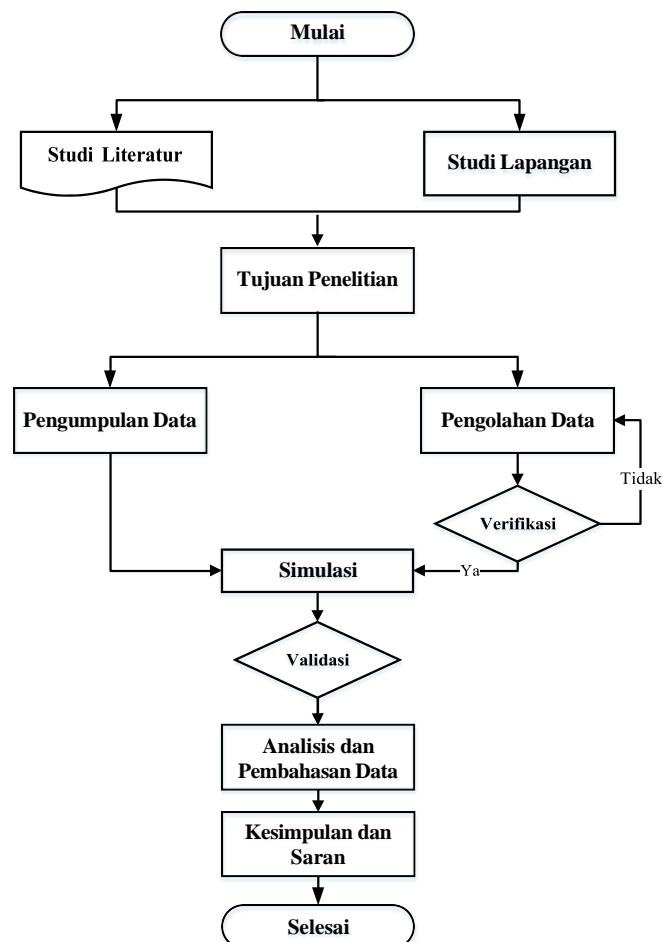 Mulai
Studi Literatur
Studi Lapangan
Tujuan Penelitian
Pengumpulan Data
Pengolahan Data
Tidak
Verifikasi
Simulasi
Ya
Validasi
Analisis dan
Pembahasan Data
Kesimpulan dan
Saran
Selesai